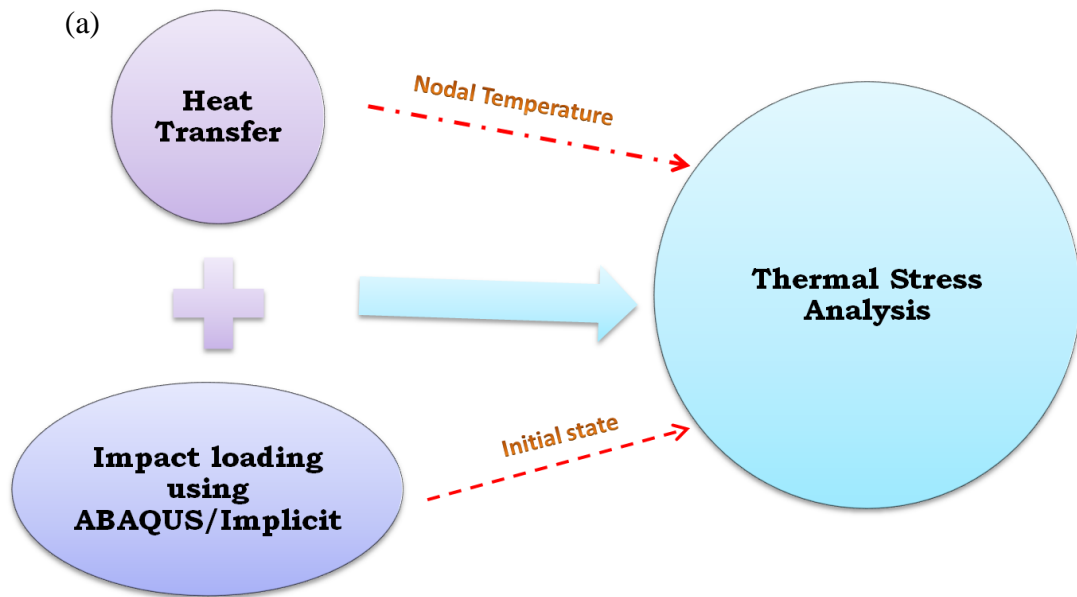 (a)
Heat
Transfer
Nodal Temperature
Thermal Stress
Analysis
Impact loading
using
ABAQUS/Implicit
Initial state